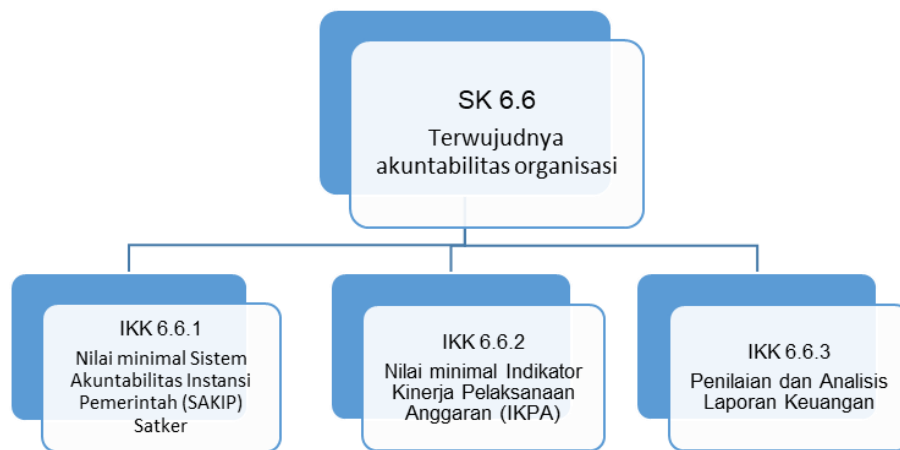 SK 6.6
Terwujudnya
akuntabilitas organisasi
IKK 6.6.1
Nilai minimal Sistem
Akuntabilitas Instansi
Pemerintah (SAKIP)
Satker
IKK 6.6.2
Nilai minimal Indikator
Kinerja Pelaksanaan
Anggaran (IKPA)
IKK 6.6.3
Penilaian dan Analisis
Laporan Keuangan